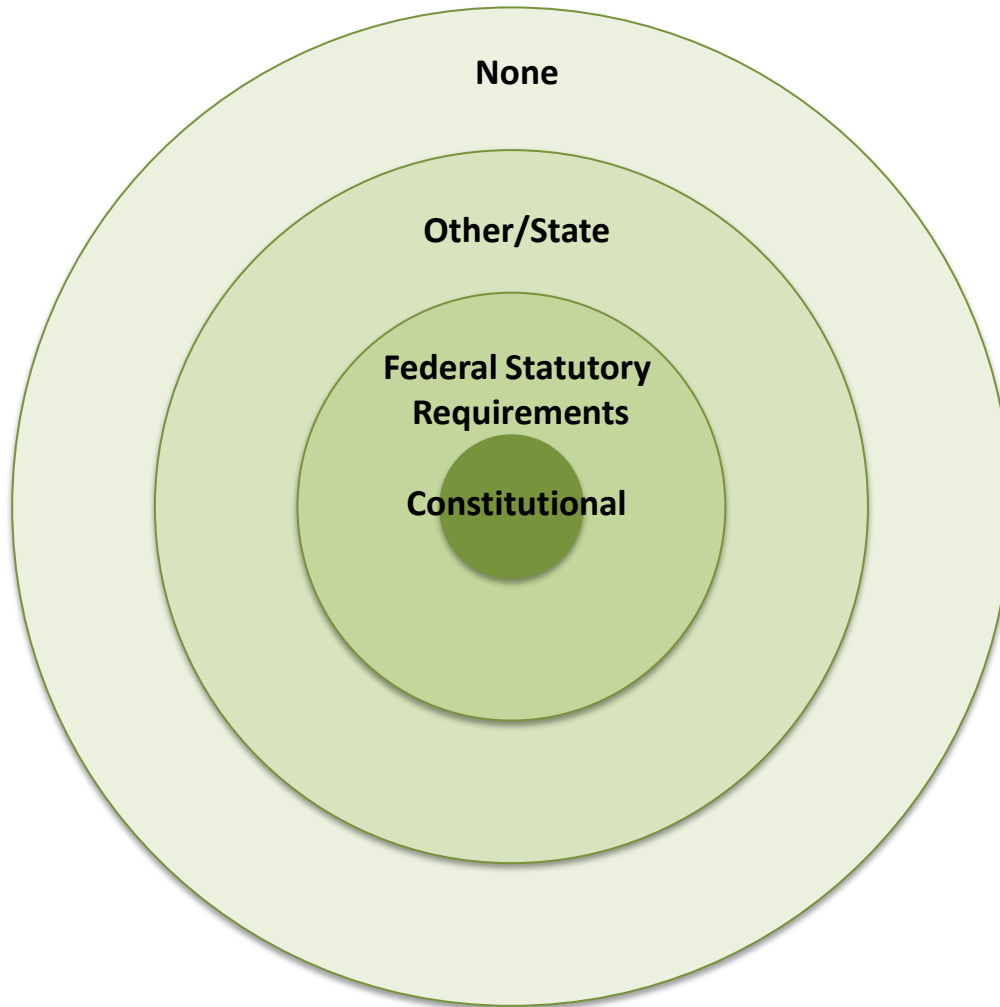 None
Other/State
Federal Statutory
Requirements
Constitutional